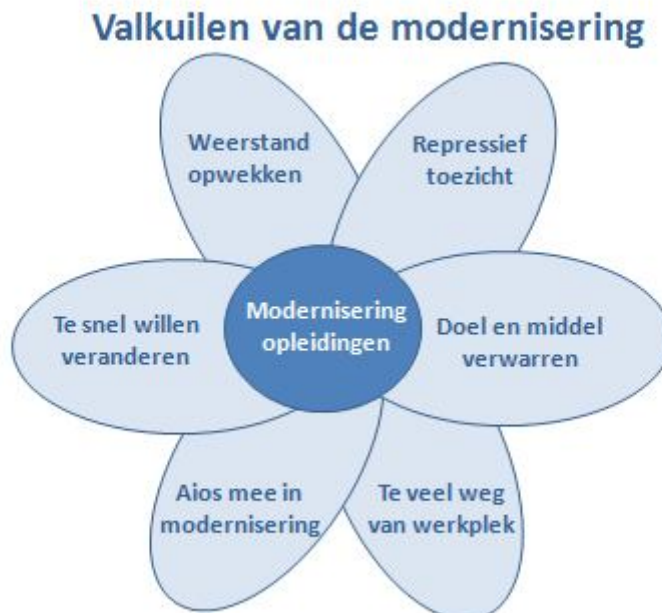 Valkuilen van de modernisering
Weerstand
opwekken
Repressief
toezicht
Te snel willen
veranderen
Modernisering
opleidingen
Doel en middel
verwarren
Aios mee in
modernisering
Te veel weg
van werkplek